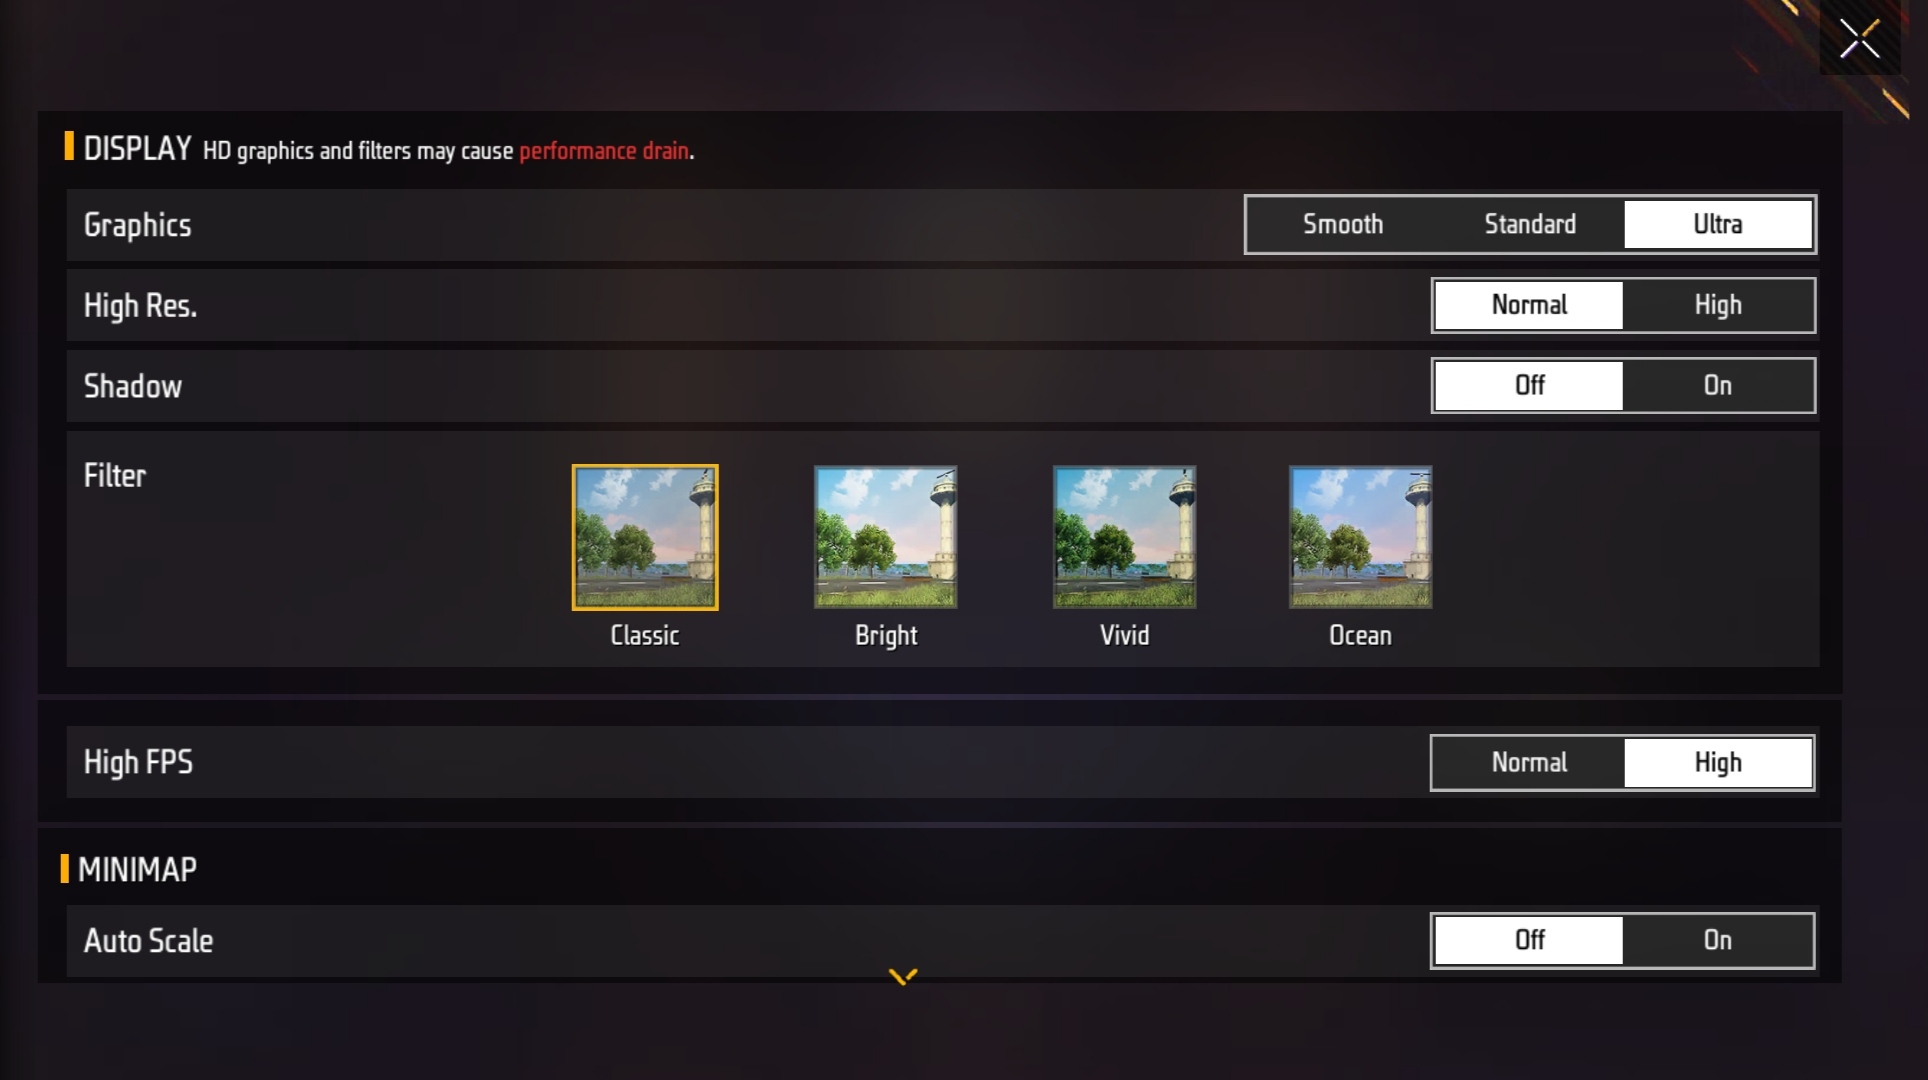 DISPLAY HD graphics and filters may cause performance drain.
Graphics Smooth Standard Ultra
High Res. Normal High
Shadow Off On
Filter
Classic Bright Vivid Ocean
High FPS Normal High
MINIMAP
Auto Scale Off On